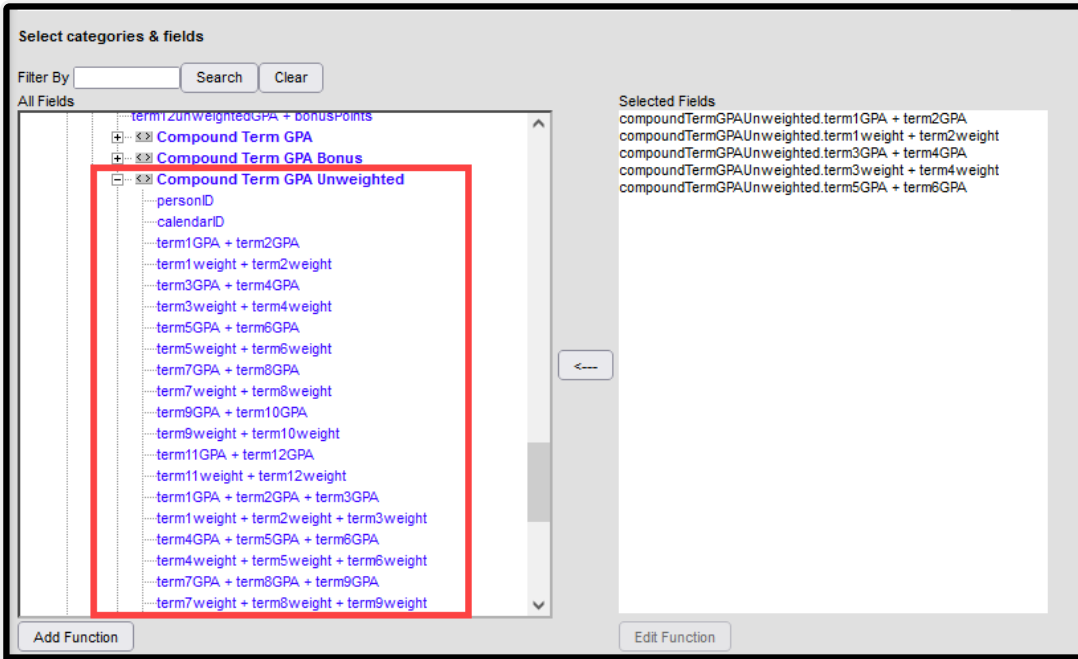 Select categories & fields
Filter By Search Clear
All Fields
term12unweightedGPA + bonusPoints
Compound Term GPA
Compound Term GPA Bonus
Compound Term GPA Unweighted
personID
calendarID
term1GPA + term2GPA
term1weight + term2weight
term3GPA + term4GPA
term3weight + term4weight
term5GPA + term6GPA
term5weight + term6weight
term7GPA + term8GPA
term7weight + term8weight
term9GPA + term10GPA
term9weight + term10weight
term11GPA + term12GPA
term11weight + term12weight
term1GPA + term2GPA + term3GPA
term1weight + term2weight + term3weight
term4GPA + term5GPA + term6GPA
term4weight + term5weight + term6weight
term7GPA + term8GPA + term9GPA
term7weight + term8weight + term9weight
Add Function
<---
Selected Fields
compoundTermGPAUnweighted.term1GPA + term2GPA
compoundTermGPAUnweighted.term1weight + term2weight
compoundTermGPAUnweighted.term3GPA + term4GPA
compoundTermGPAUnweighted.term3weight + term4weight
compoundTermGPAUnweighted.term5GPA + term6GPA
Edit Function